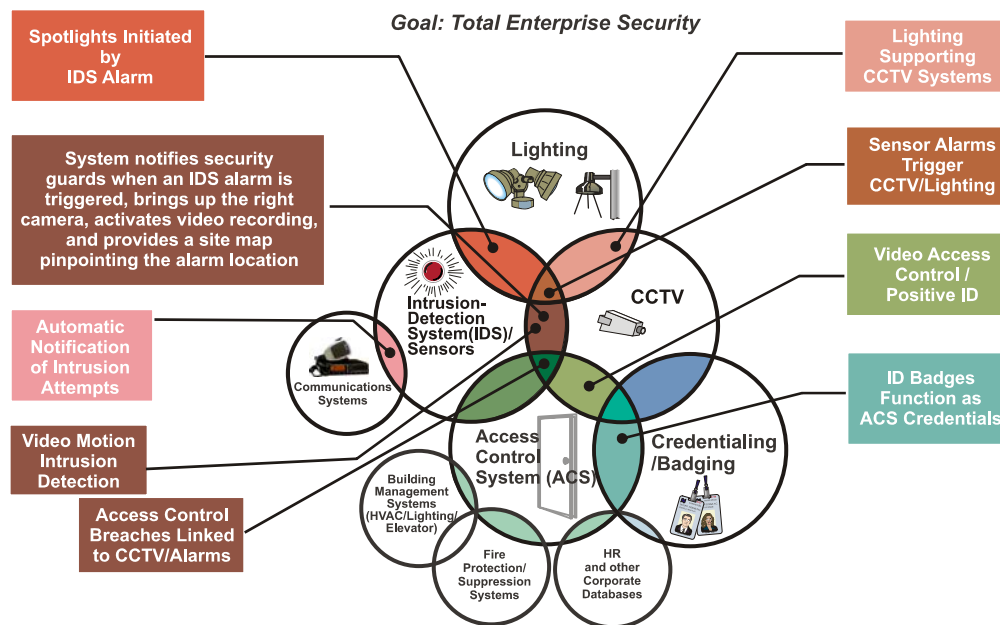 Goal: Total Enterprise Security
Spotlights Initiated
by
IDS Alarm
System notifies security
guards when an IDS alarm is
triggered, brings up the right
camera, activates video recording,
and provides a site map
pinpointing the alarm location
Automatic
Notification
of Intrusion
Attempts
Video Motion
Intrusion
Detection
Access Control
Breaches Linked
to CCTV/Alarms
Lighting
Intrusion-
Detection
System(IDS)/
Sensors
CCTV
Communications
Systems
Access
Control
System (ACS)
Credentialing
/Badging
Building
Management
Systems
(HVAC/Lighting/
Elevator)
Fire
Protection/
Suppression
Systems
HR
and other
Corporate
Databases
Lighting
Supporting
CCTV Systems
Sensor Alarms
Trigger
CCTV/Lighting
Video Access
Control /
Positive ID
ID Badges
Function as
ACS Credentials